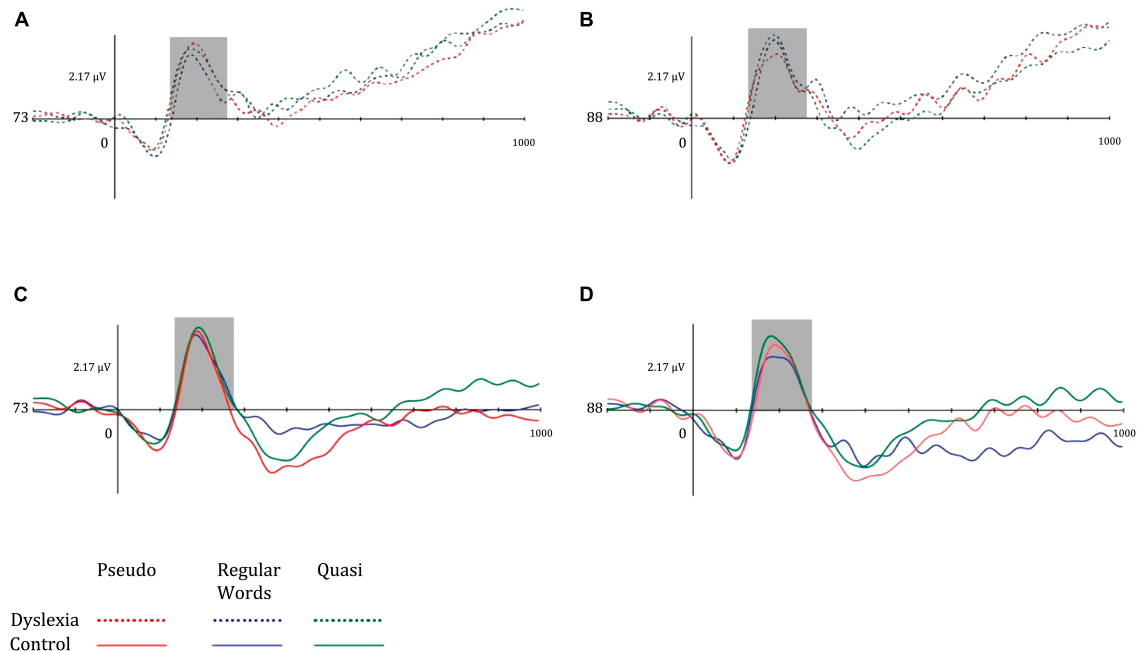 A
2.17 μV
73
0
1000
B
2.17 μV
88
0
1000
C
2.17 μV
73
0
1000
D
2.17 μV
88
0
1000
Pseudo Regular Words Quasi
Dyslexia
Control